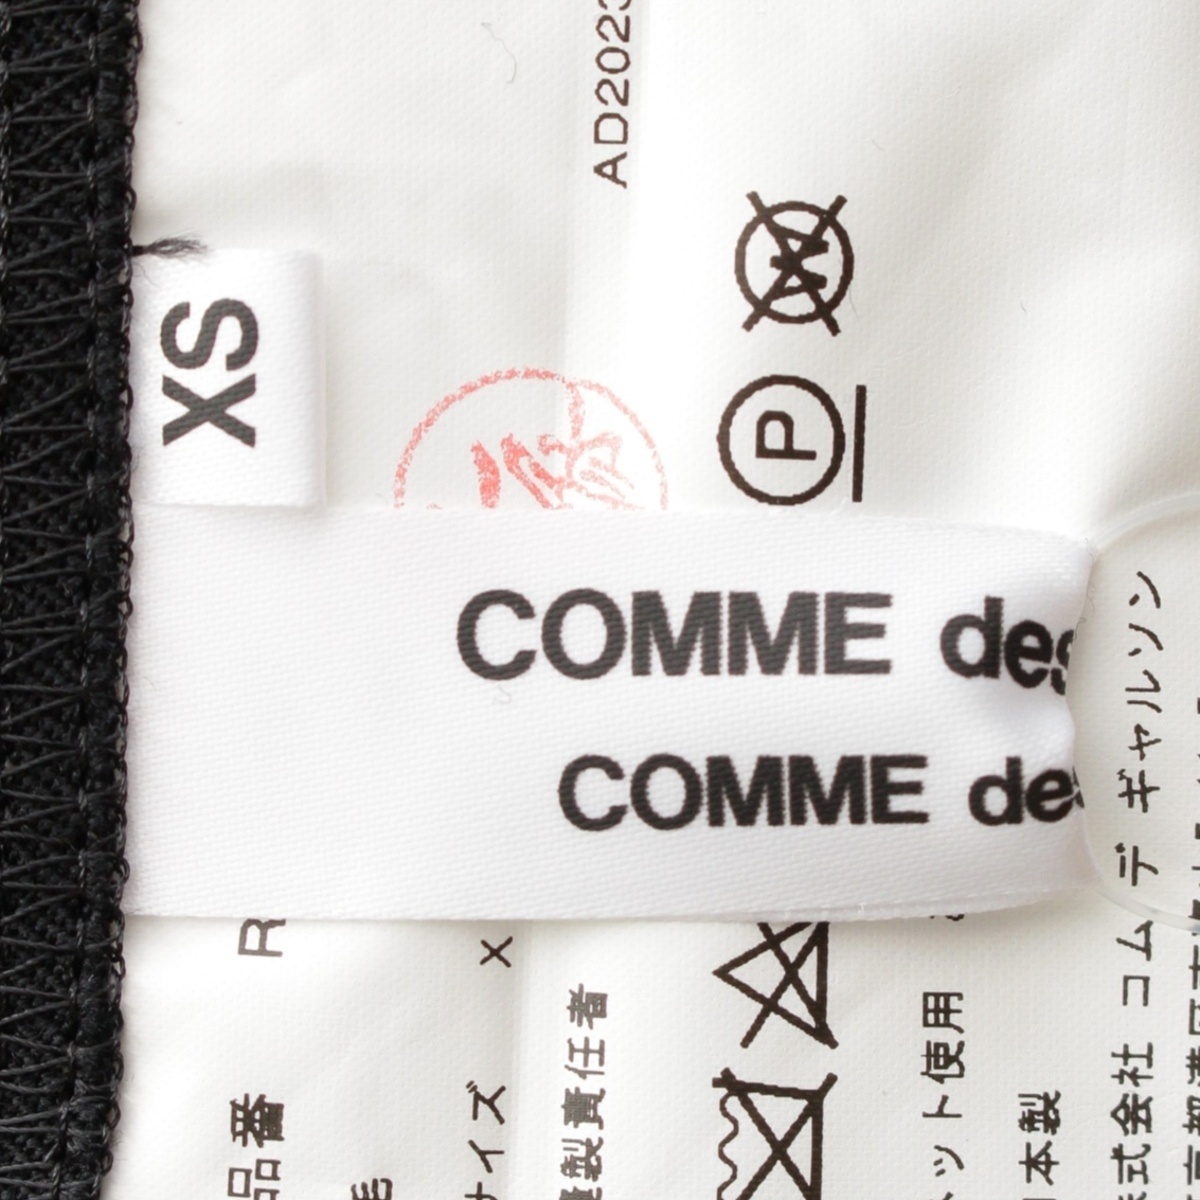 AD2023
XS
P
COMME des
COMME des
R
品番
毛
サイズ X
縫製責任者
ネット使用
日本製
株式会社 コム デ ギャルソン